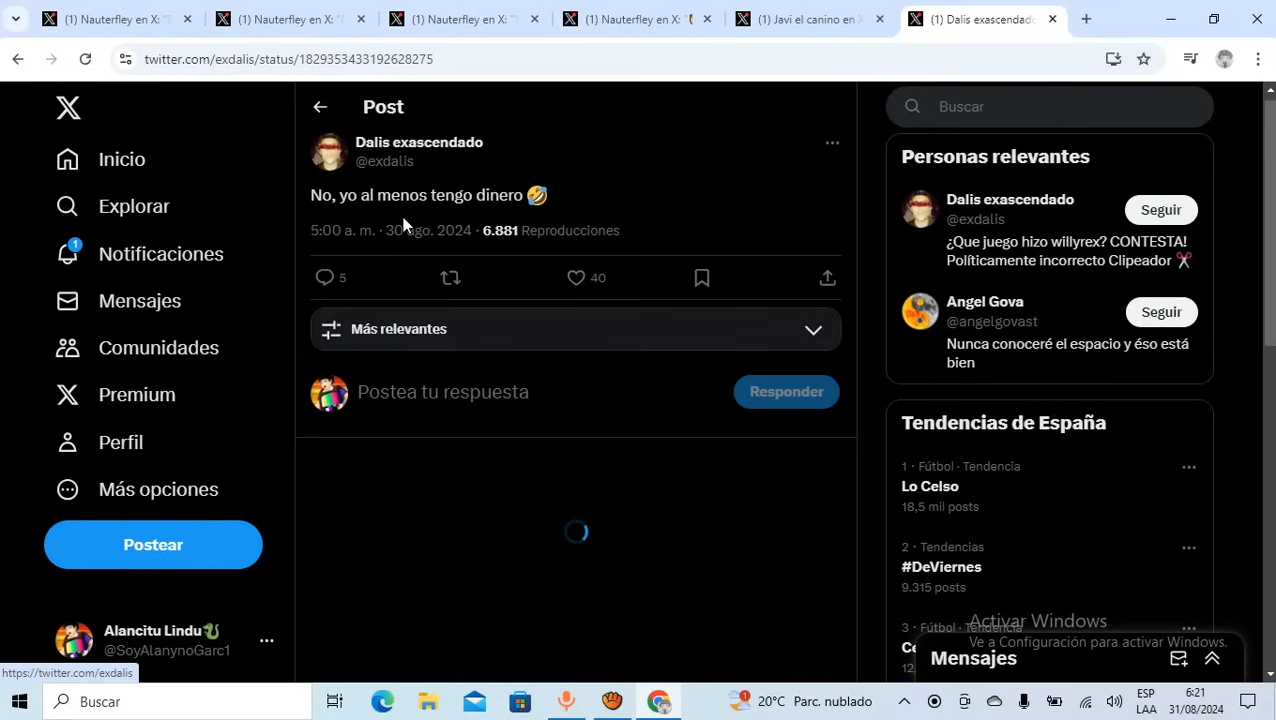 (1) Nauterfley en X: "
(1) Nauterfley en X: "
(1) Nauterfley en X: "
(1) Nauterfley en X: "
(1) Javi el canino en X
(1) Dalis exascendado
twitter.com/exdalis/status/1829353433192628275
Post
Buscar
Dalis exascendado
@exdalis
Inicio
Personas relevantes
No, yo al menos tengo dinero 🤣
Dalis exascendado
@exdalis
Seguir
Explorar
5:00 a. m. · 30 ago. 2024 · 6.881 Reproducciones
¿Que juego hizo willyrex? CONTESTA!
Políticamente incorrecto Clipeador ✂️
1
Notificaciones
5
40
Mensajes
Angel Gova
@angelgovast
Seguir
Más relevantes
Comunidades
Nunca conoceré el espacio y éso está
bien
Premium
Postea tu respuesta
Responder
Tendencias de España
Perfil
1 · Fútbol · Tendencia
Lo Celso
18,5 mil posts
Más opciones
Postear
2 · Tendencias
#DeViernes
9.315 posts
Activar Windows
3 · Fútbol · Tendencia
Ve a Configuración para activar Windows.
Alancitu Lindu🐉
@SoyAlanynoGarc1
Mensajes
https://twitter.com/exdalis
Buscar
1
20°C Parc. nublado
ESP
LAA
6:21
31/08/2024